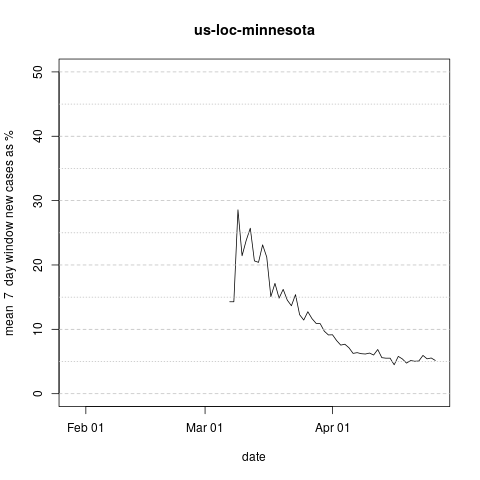 us-loc-minnesota
mean 7 day window new cases as %
50
40
30
20
10
0
Feb 01
Mar 01
Apr 01
date